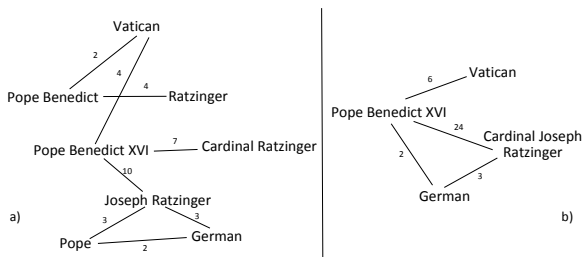 Vatican
2
4
4
Pope Benedict
Ratzinger
7
Pope Benedict XVI
Cardinal Ratzinger
10
Joseph Ratzinger
3
3
a)
Pope
2
German
6
Vatican
Pope Benedict XVI
24
Cardinal Joseph
Ratzinger
2
3
German
b)